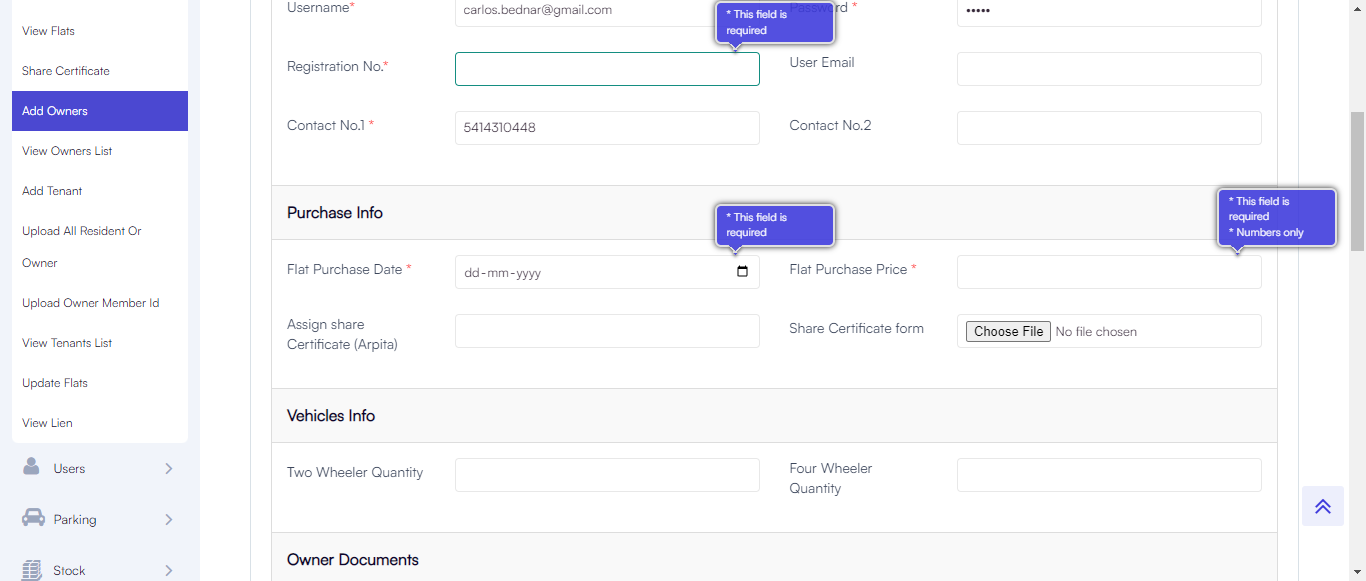 View Flats
Share Certificate
Add Owners
View Owners List
Add Tenant
Upload All Resident Or
Owner
Upload Owner Member Id
View Tenants List
Update Flats
View Lien
Users
Parking
Stock
Username*
carlos.bednar@gmail.com
* This field is
required
*
•••••
Registration No.*
User Email
Contact No.1 *
5414310448
Contact No.2
Purchase Info
* This field is
required
* This field is
required
* Numbers only
Flat Purchase Date *
dd-mm-yyyy
Flat Purchase Price *
Assign share
Certificate (Arpita)
Share Certificate form
Choose File No file chosen
Vehicles Info
Two Wheeler Quantity
Four Wheeler
Quantity
Owner Documents